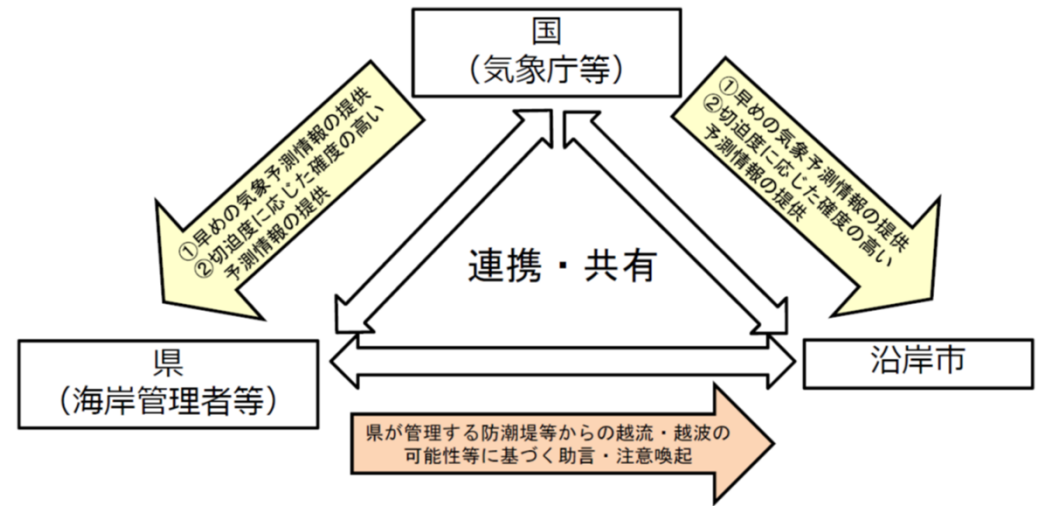 国
（気象庁等）
①早めの気象予測情報の提供
②切迫度に応じた確度の高い
予測情報の提供
①早めの気象予測情報の提供
②切迫度に応じた確度の高い
予測情報の提供
連携・共有
県
（海岸管理者等）
沿岸市
県が管理する防潮堤等からの越流・越波の
可能性等に基づく助言・注意喚起